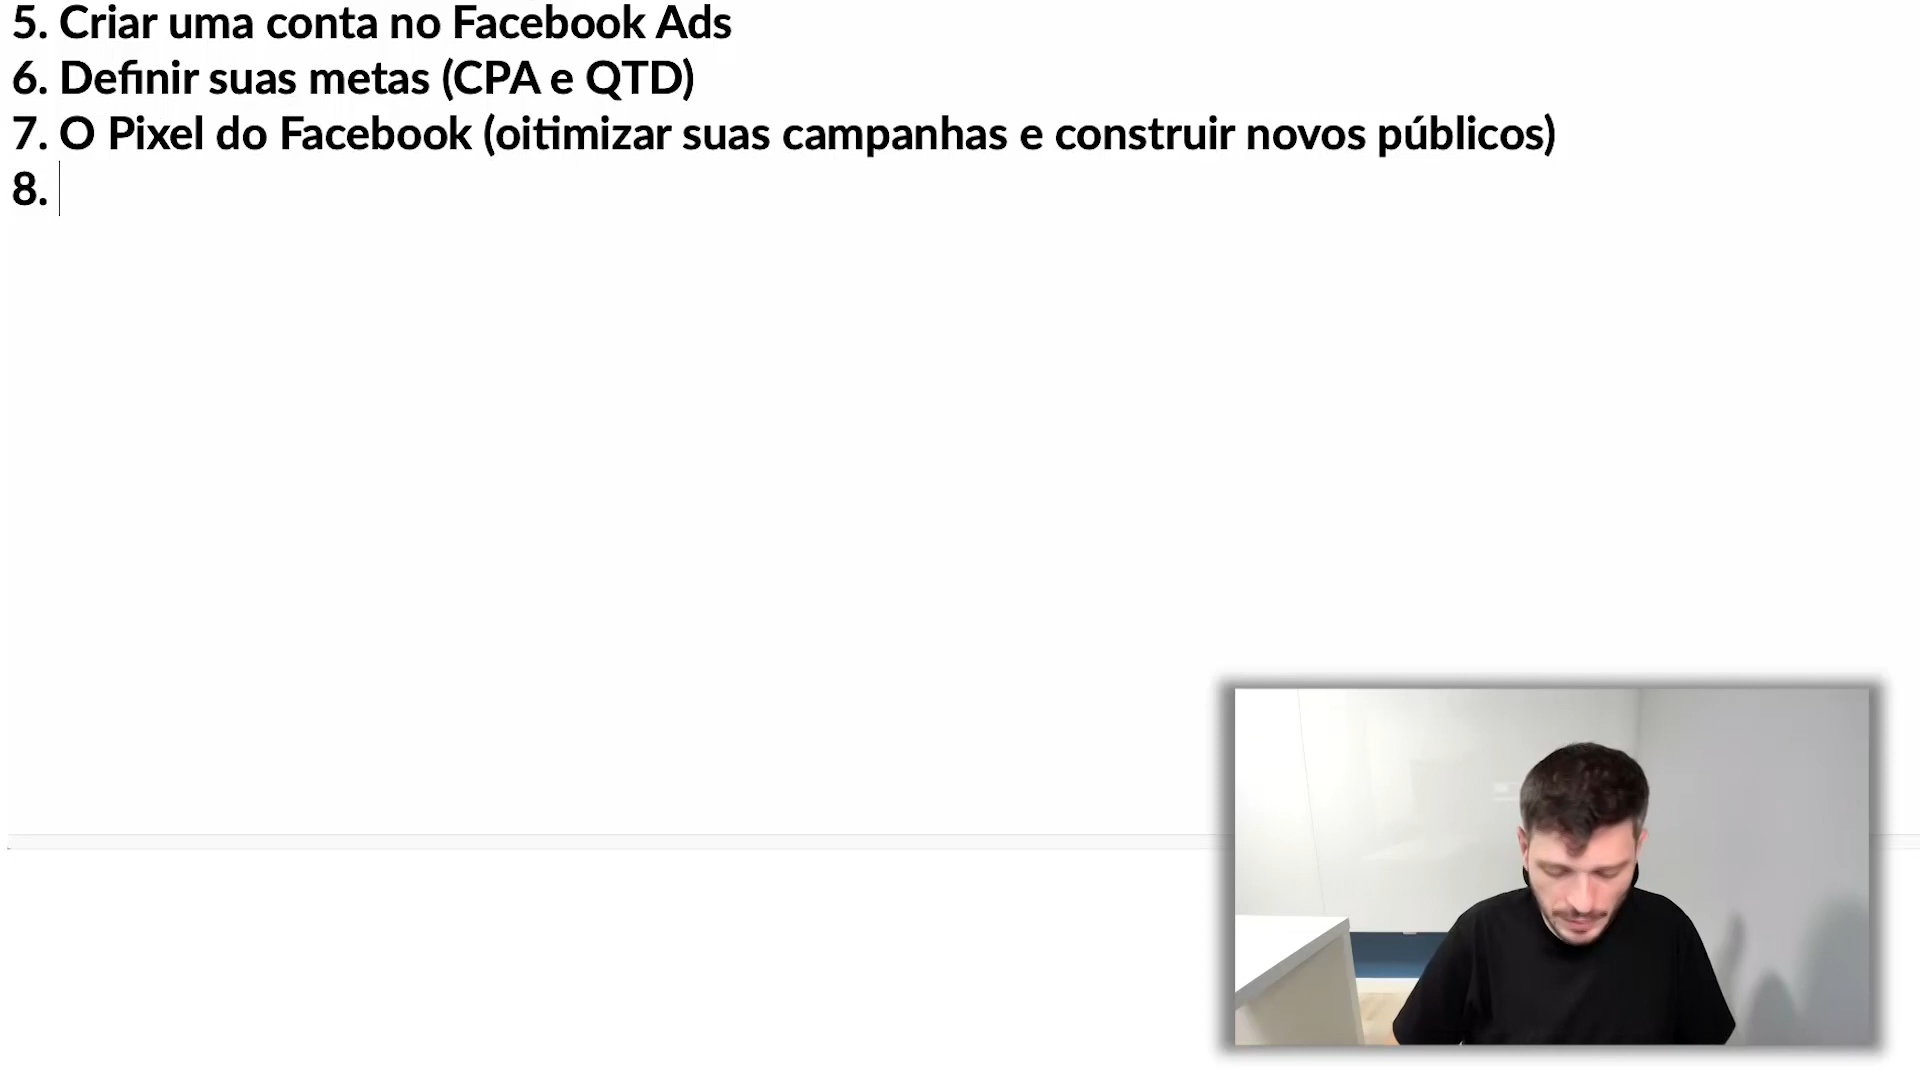 5. Criar uma conta no Facebook Ads
6. Definir suas metas (CPA e QTD)
7. O Pixel do Facebook (oitimizar suas campanhas e construir novos públicos)
8.